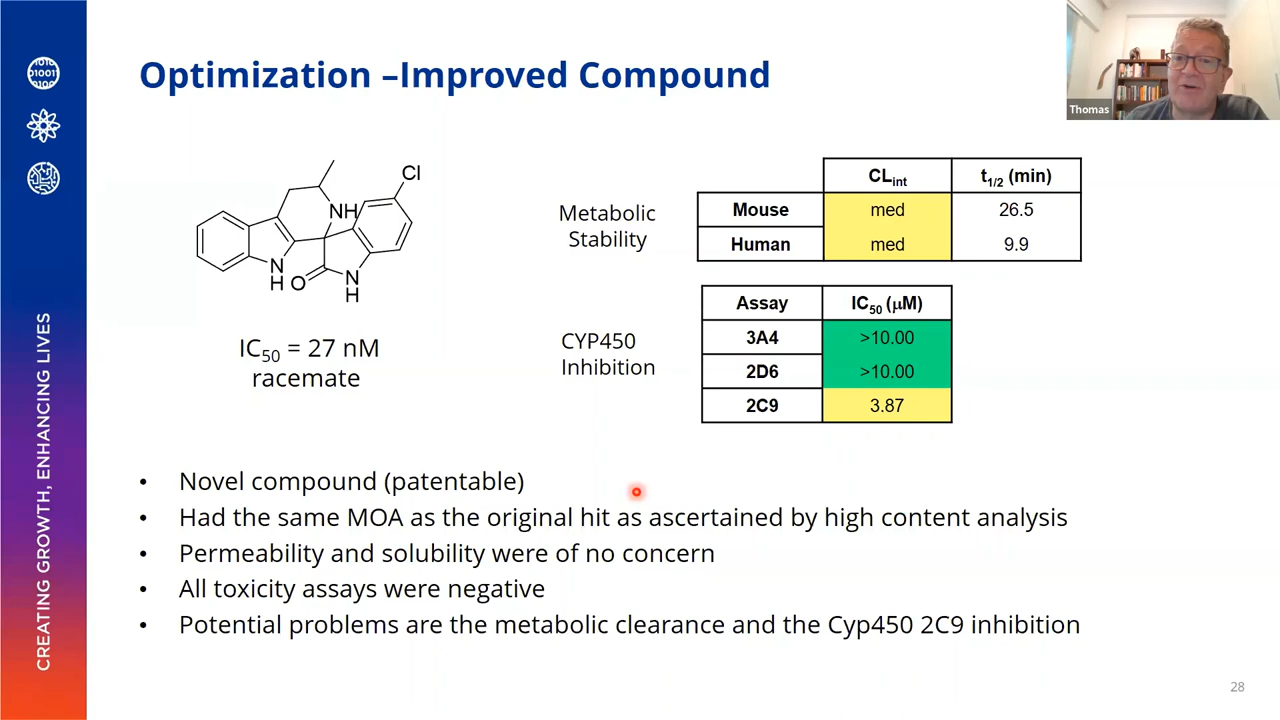 Optimization –Improved Compound
Thomas
Cl
NH
N
H
O
N
H
IC50 = 27 nM
racemate
Metabolic
Stability
CLint t1/2 (min)
Mouse med 26.5
Human med 9.9
CYP450
Inhibition
Assay IC50 (μM)
3A4 >10.00
2D6 >10.00
2C9 3.87
• Novel compound (patentable)
• Had the same MOA as the original hit as ascertained by high content analysis
• Permeability and solubility were of no concern
• All toxicity assays were negative
• Potential problems are the metabolic clearance and the Cyp450 2C9 inhibition
CREATING GROWTH, ENHANCING LIVES
28